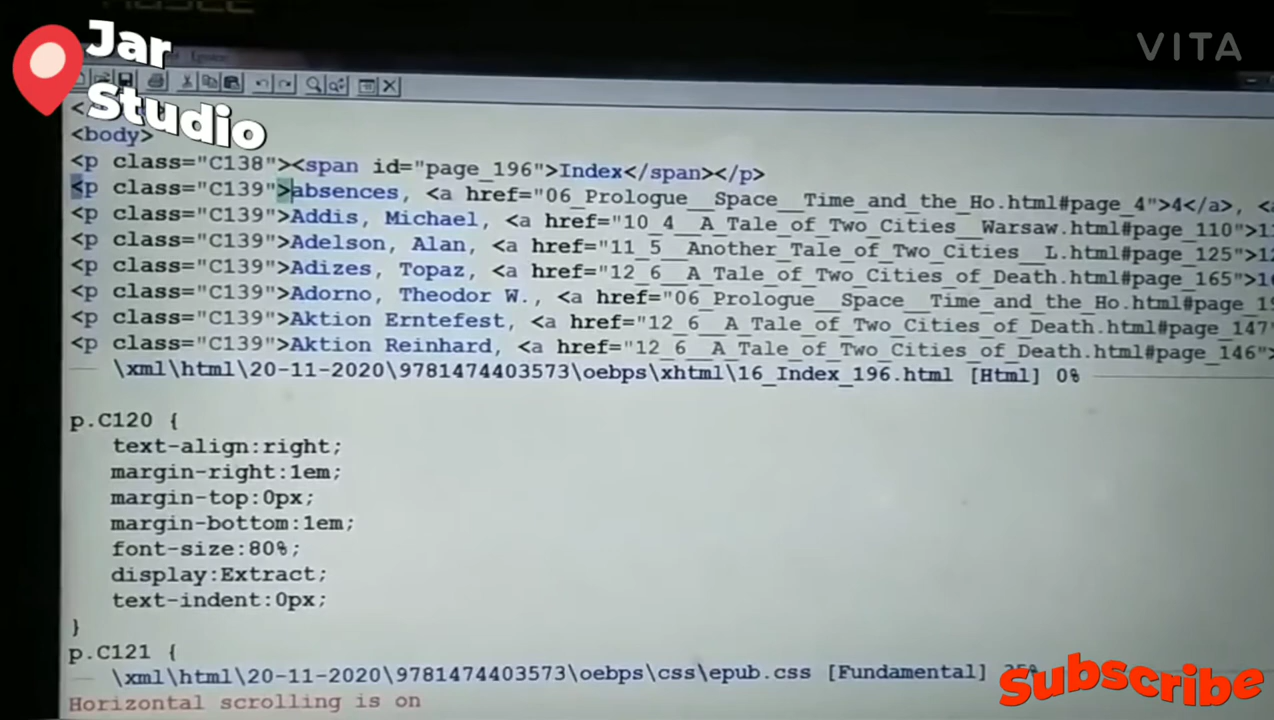 Jar
Studio
VITA
<body>
<p class="C138"><span id="page_196">Index</span></p>
<p class="C139">absences, <a href="06_Prologue__Space__Time_and_the_Ho.html#page_4">4</a>, <a
<p class="C139">Addis, Michael, <a href="10_4__A_Tale_of_Two_Cities__Warsaw.html#page_110">11
<p class="C139">Adelson, Alan, <a href="11_5__Another_Tale_of_Two_Cities__L.html#page_125">12
<p class="C139">Adizes, Topaz, <a href="12_6__A_Tale_of_Two_Cities_of_Death.html#page_165">16
<p class="C139">Adorno, Theodor W., <a href="06_Prologue__Space__Time_and_the_Ho.html#page_1
<p class="C139">Aktion Erntefest, <a href="12_6__A_Tale_of_Two_Cities_of_Death.html#page_147"
<p class="C139">Aktion Reinhard, <a href="12_6__A_Tale_of_Two_Cities_of_Death.html#page_146">
\xml\html\20-11-2020\9781474403573\oebps\xhtml\16_Index_196.html [Html] 0%
p.C120 {
text-align:right;
margin-right:1em;
margin-top:0px;
margin-bottom:1em;
font-size:80%;
display:Extract;
text-indent:0px;
}
p.C121 {
\xml\html\20-11-2020\9781474403573\oebps\css\epub.css [Fundamental]
Horizontal scrolling is on
Subscribe